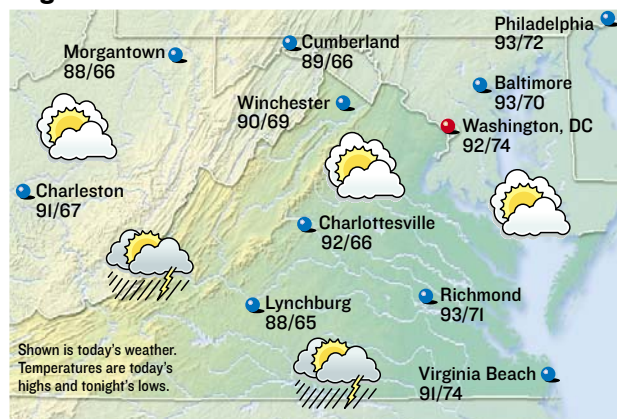 Philadelphia
93/72
Morgantown
88/66
Cumberland
89/66
Baltimore
93/70
Winchester
90/69
Washington, DC
92/74
Charleston
91/67
Charlottesville
92/66
Lynchburg
88/65
Richmond
93/71
Shown is today's weather.
Temperatures are today's
highs and tonight's lows.
Virginia Beach
91/74